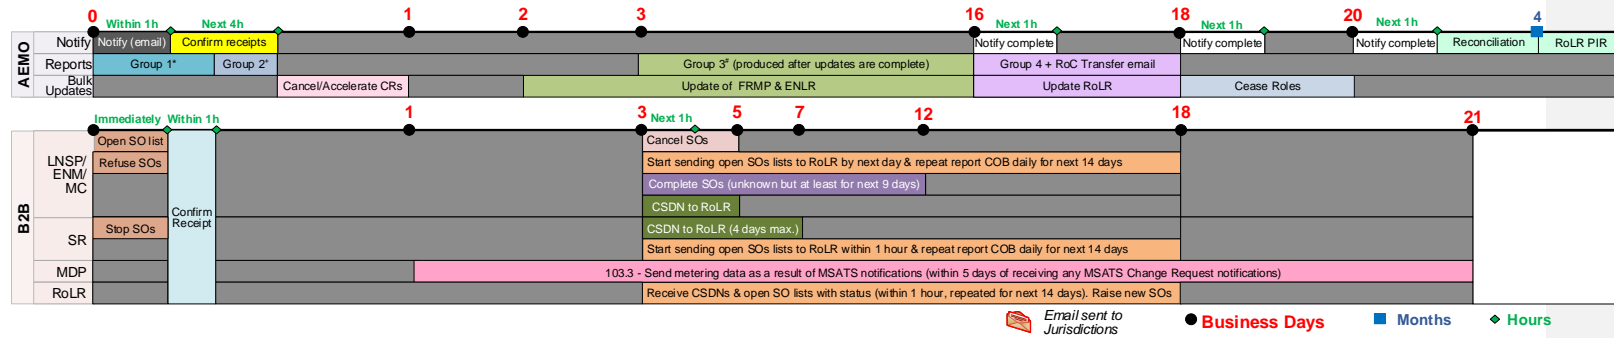 0 1 2 3 16 18 20 4
Within 1h Next 4h Next 1h Next 1h Next 1h
AEMO
Notify Notify (email) Confirm receipts Notify complete Notify complete Notify complete Reconciliation RoLR PIR
Reports Group 1* Group 2+ Group 3# (produced after updates are complete) Group 4 + RoC Transfer email
Bulk Updates Cancel/Accelerate CRs Update of FRMP & ENLR Update RoLR Cease Roles
1 3 5 7 12 18 21
Immediately Within 1h Next 1h
B2B
LNSP/
ENM/
MC
Open SO list Cancel SOs
Refuse SOs Start sending open SOs lists to RoLR by next day & repeat report COB daily for next 14 days
Complete SOs (unknown but at least for next 9 days)
Confirm
Receipt
CSDN to RoLR
SR
Stop SOs CSDN to RoLR (4 days max.)
Start sending open SOs lists to RoLR within 1 hour & repeat report COB daily for next 14 days
MDP 103.3 - Send metering data as a result of MSATS notifications (within 5 days of receiving any MSATS Change Request notifications)
RoLR Receive CSDNs & open SO lists with status (within 1 hour, repeated for next 14 days). Raise new SOs
Email sent to
Jurisdictions
Business Days Months Hours